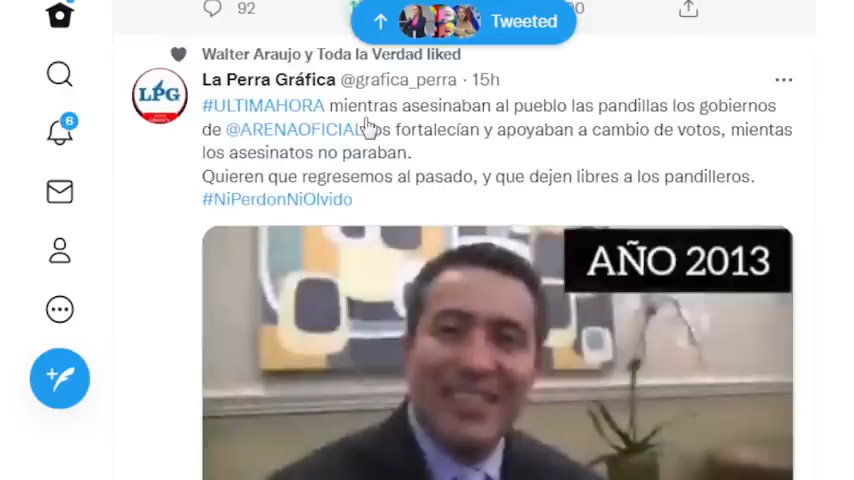 92
Tweeted
Walter Araujo y Toda la Verdad liked
La Perra Gráfica @grafica_perra · 15h
#ULTIMAHORA mientras asesinaban al pueblo las pandillas los gobiernos
de @ARENAOFICIAL los fortalecían y apoyaban a cambio de votos, mientas
los asesinatos no paraban.
Quieren que regresemos al pasado, y que dejen libres a los pandilleros.
#NiPerdonNiOlvido
6
LPG
AÑO 2013